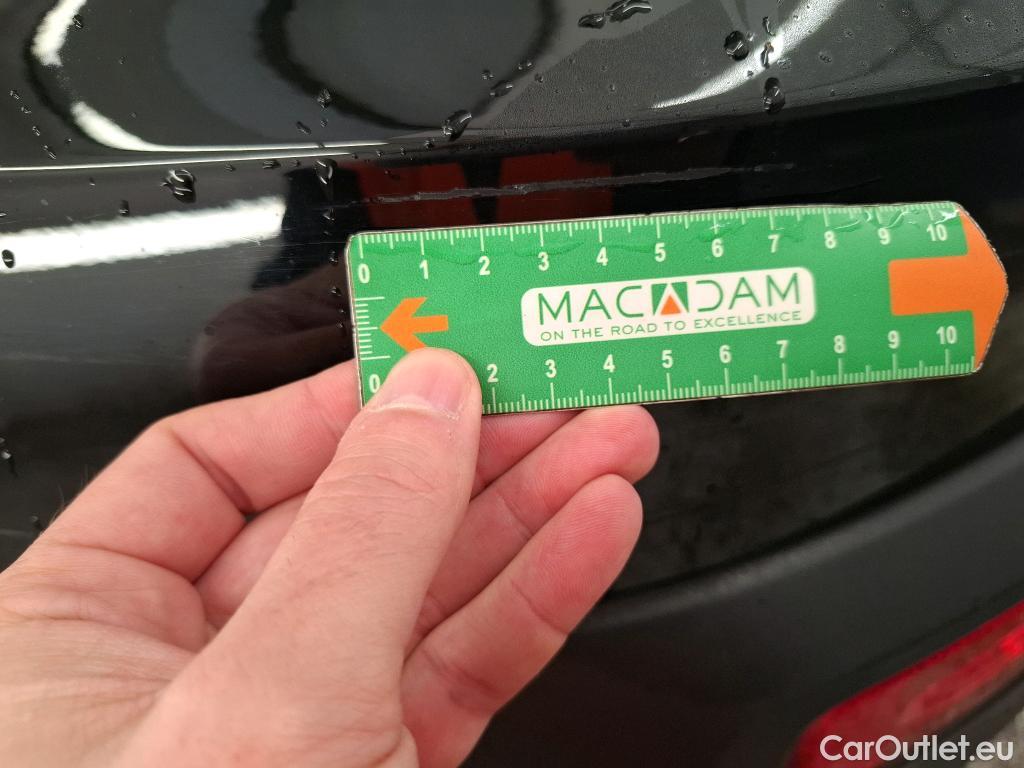 0 1 2 3 4 5 6 7 8 9 10
MACADAM
ON THE ROAD TO EXCELLENCE
0 2 3 4 5 6 7 8 9 10
CarOutlet.eu